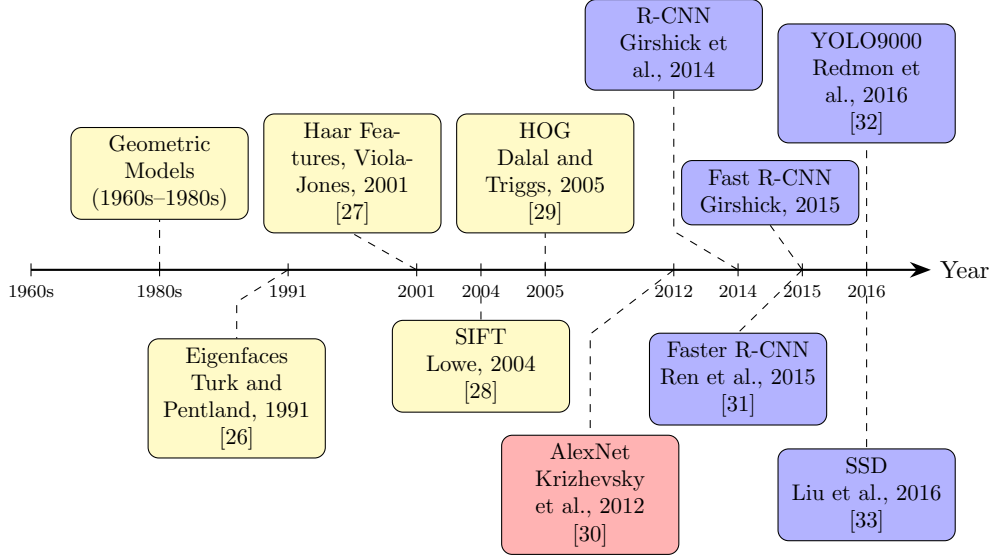 R-CNN
Girshick et
al., 2014
YOLO9000
Redmon et
al., 2016
[32]
Haar Fea-
tures, Viola-
Jones, 2001
[27]
HOG
Dalal and
Triggs, 2005
[29]
Geometric
Models
(1960s–1980s)
Fast R-CNN
Girshick, 2015
Year
1960s
1980s
1991
2001
2004
2005
2012
2014
2015
2016
Eigenfaces
Turk and
Pentland, 1991
[26]
SIFT
Lowe, 2004
[28]
Faster R-CNN
Ren et al., 2015
[31]
AlexNet
Krizhevsky
et al., 2012
[30]
SSD
Liu et al., 2016
[33]